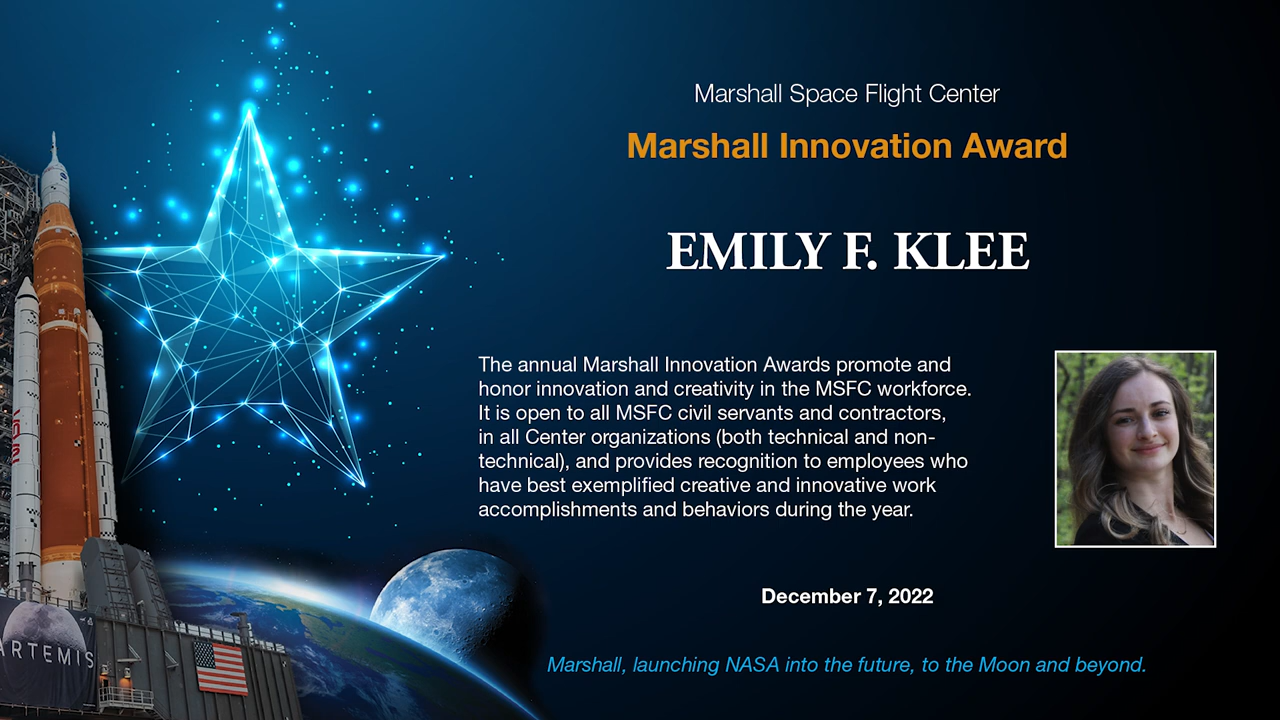 Marshall Space Flight Center
Marshall Innovation Award
EMILY F. KLEE
The annual Marshall Innovation Awards promote and
honor innovation and creativity in the MSFC workforce.
It is open to all MSFC civil servants and contractors,
in all Center organizations (both technical and non-
technical), and provides recognition to employees who
have best exemplified creative and innovative work
accomplishments and behaviors during the year.
December 7, 2022
Marshall, launching NASA into the future, to the Moon and beyond.
ARTEMIS